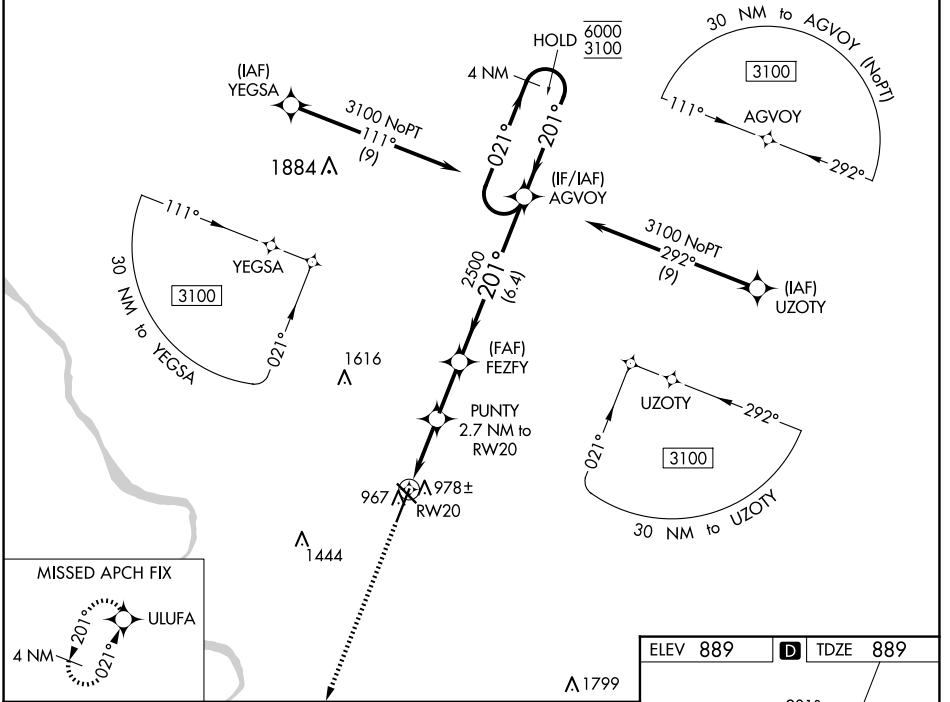 HOLD 6000
3100
4 NM
021°
201°
(IAF)
YEGSA
3100 NoPT
111°
(9)
1884
30 NM to AGVOY (NoPT)
3100
111°
AGVOY
292°
(IF/IAF)
AGVOY
3100 NoPT
292°
(9)
(IAF)
UZOTY
111°
YEGSA
3100
021°
30 NM to YEGSA
2500
201°
(6.4)
1616
(FAF)
FEZFY
PUNTY
2.7 NM to
RW20
UZOTY
292°
021°
3100
30 NM to UZOTY
967
978±
RW20
1444
MISSED APCH FIX
201°
ULUFA
4 NM
021°
1799
ELEV 889 D TDZE 889